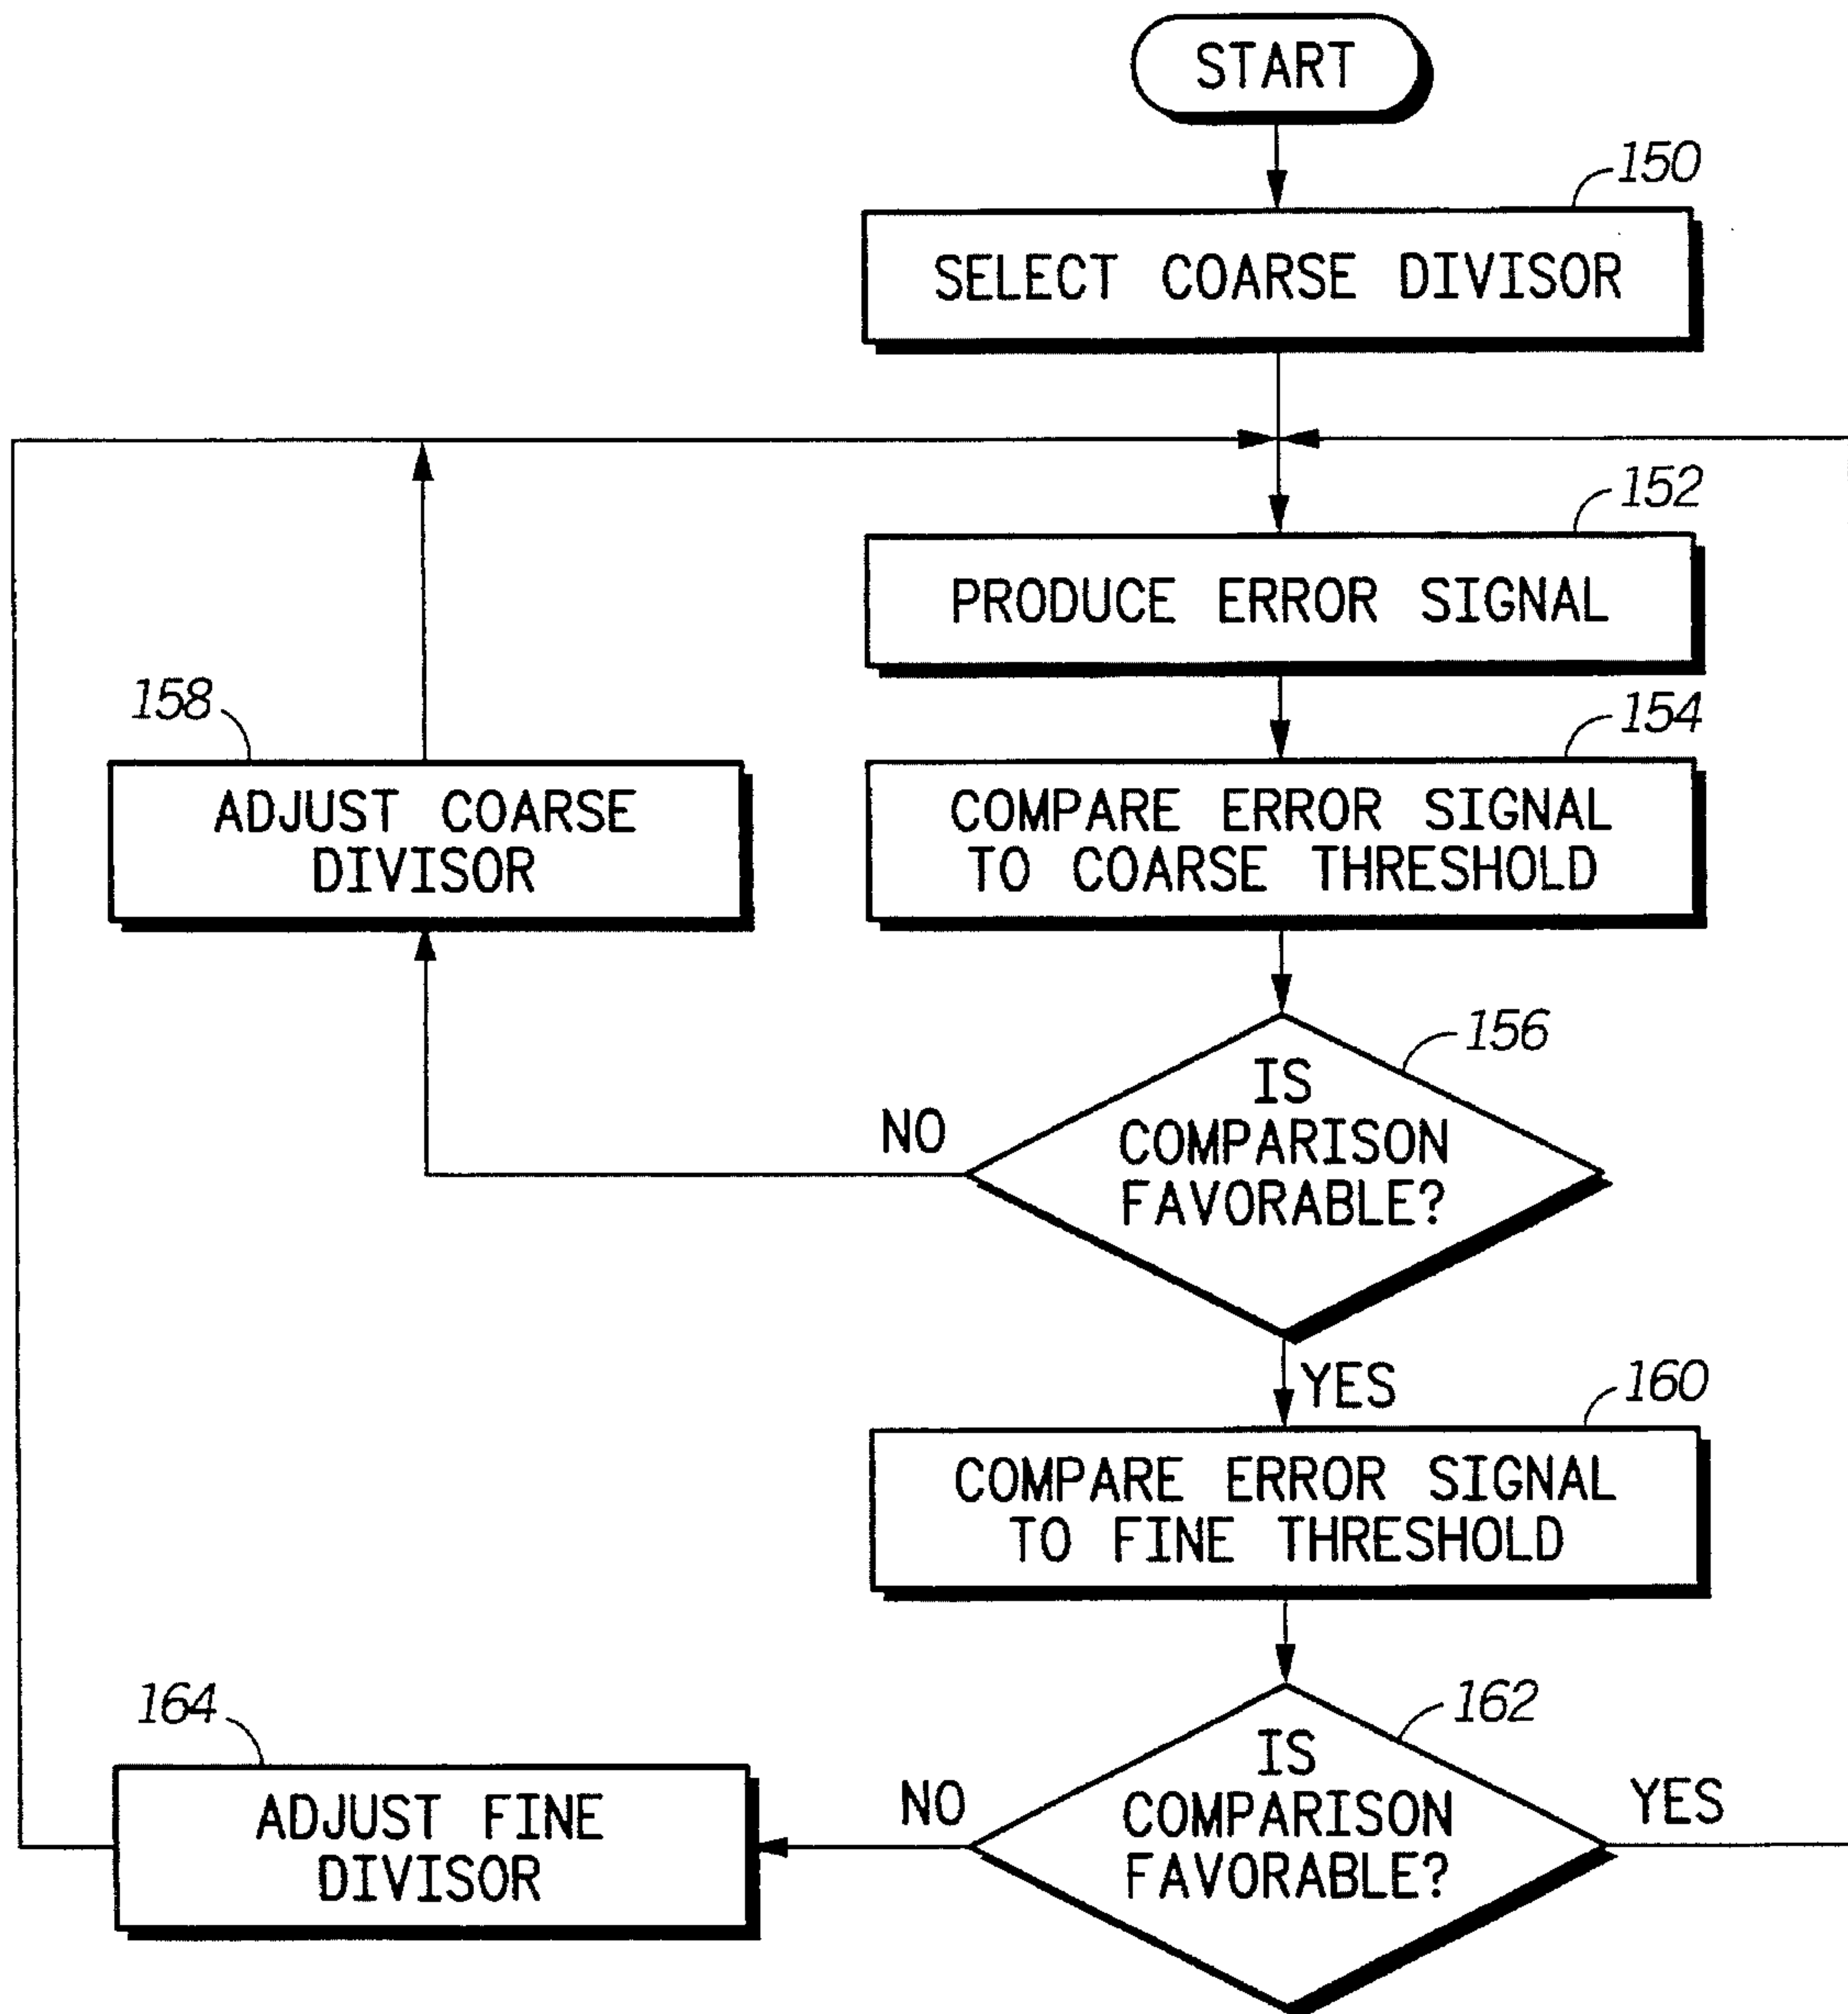 START
150
SELECT COARSE DIVISOR
152
PRODUCE ERROR SIGNAL
154
COMPARE ERROR SIGNAL
TO COARSE THRESHOLD
158
ADJUST COARSE
DIVISOR
156
IS
COMPARISON
FAVORABLE?
NO
YES
160
COMPARE ERROR SIGNAL
TO FINE THRESHOLD
162
IS
COMPARISON
FAVORABLE?
NO
YES
164
ADJUST FINE
DIVISOR